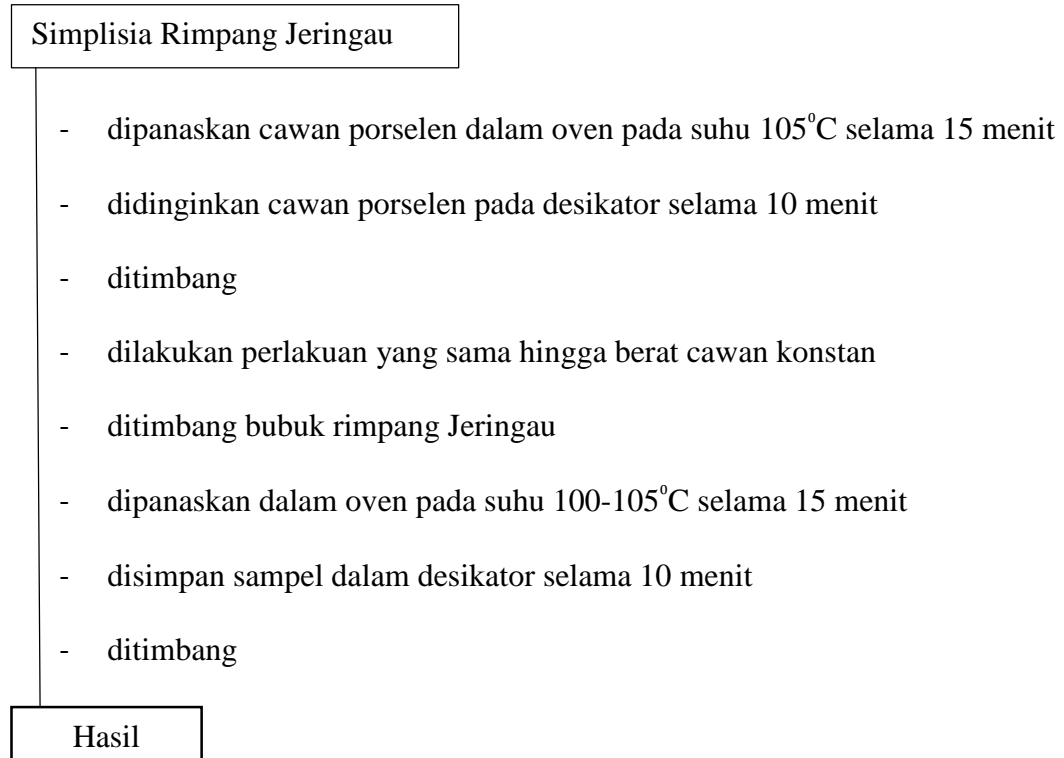 Simplisia Rimpang Jeringau
- dipanaskan cawan porselen dalam oven pada suhu 105⁰C selama 15 menit
- didinginkan cawan porselen pada desikator selama 10 menit
- ditimbang
- dilakukan perlakuan yang sama hingga berat cawan konstan
- ditimbang bubuk rimpang Jeringau
- dipanaskan dalam oven pada suhu 100-105⁰C selama 15 menit
- disimpan sampel dalam desikator selama 10 menit
- ditimbang
Hasil